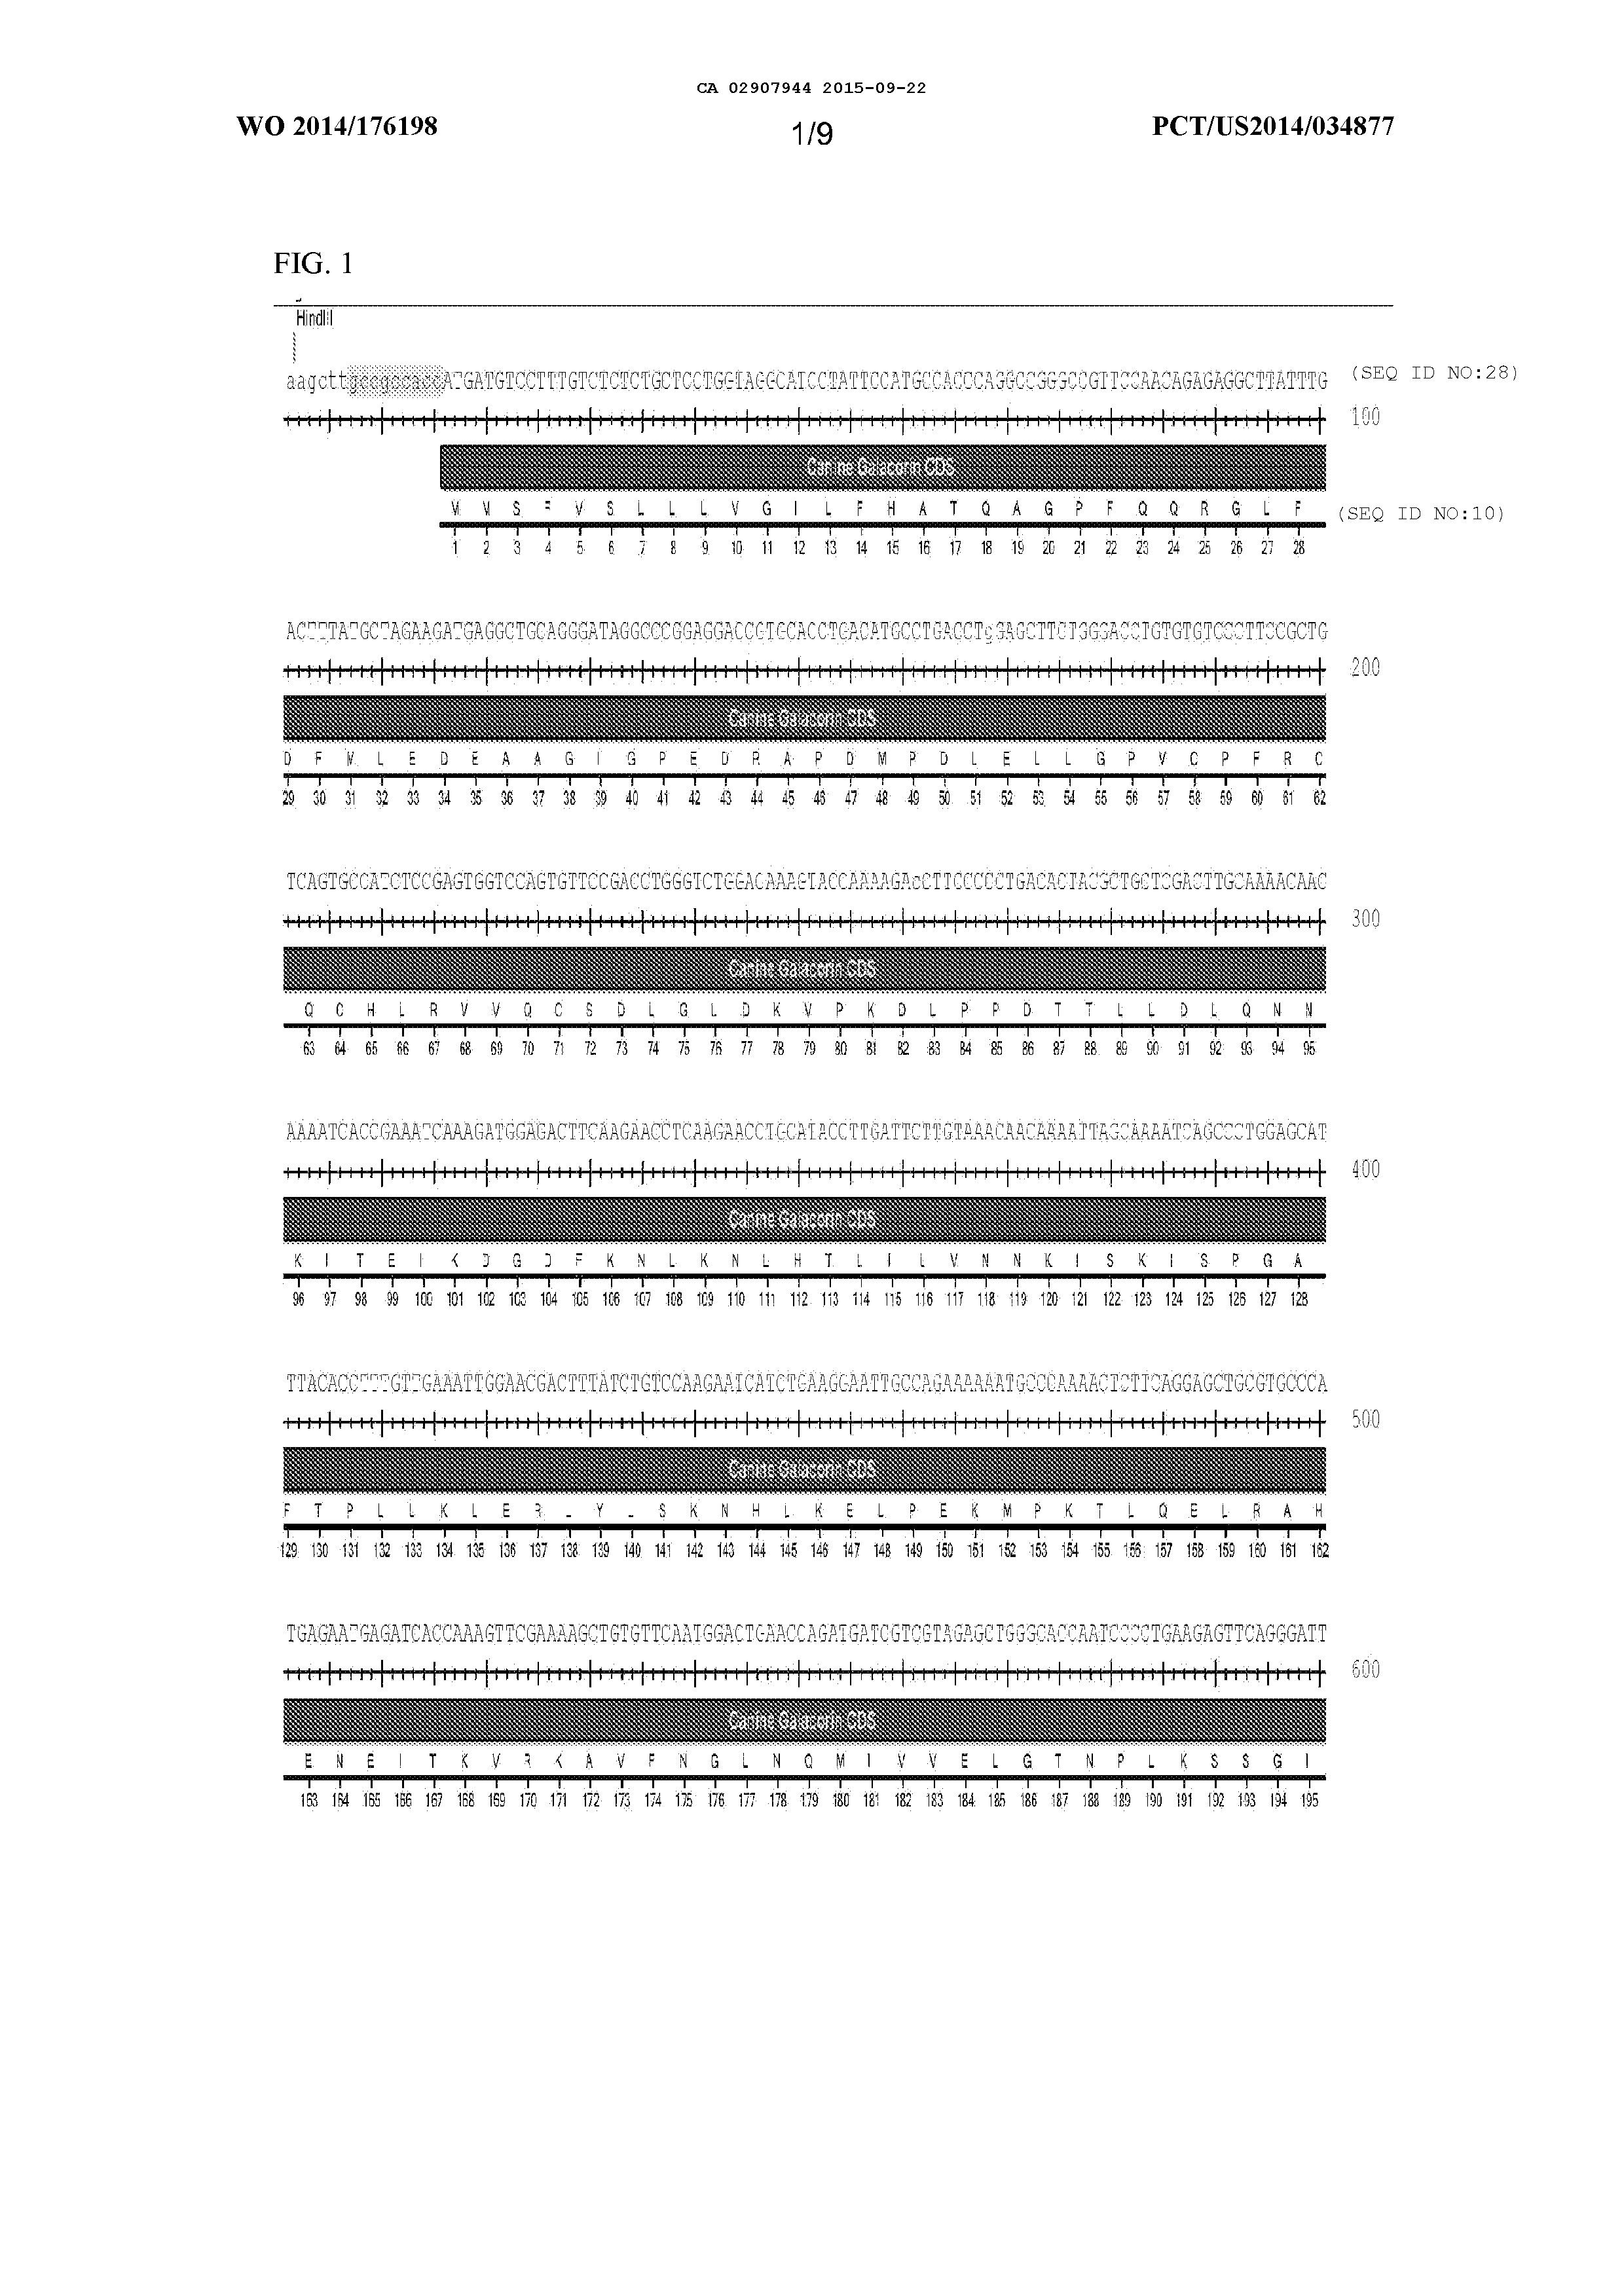 CA 02907944 2015-09-22
WO 2014/176198 1/9 PCT/US2014/034877
FIG. 1
HindIII
aagcttgccgccaccATGATGTCCTTTGTCTCTCTGCTCCTGGTAGGCATCCTATTCCATGCCACCCAGGCCGGGCCGTTCCAACAGAGAGGCTTATTTG (SEQ ID NO:28)
100
Canine Galacorin CDS
M M S F V S L L L V G I L F H A T Q A G P F Q Q R G L F (SEQ ID NO:10)
1 2 3 4 5 6 7 8 9 10 11 12 13 14 15 16 17 18 19 20 21 22 23 24 25 26 27 28
ACTTTATGCTAGAAGATGAGGCTGCAGGGATAGGCCCGGAGGACCGTGCACCTGACATGCCTGACCTgGAGCTTCTGGGACCTGTGTGTCCCTTCCGCTG
200
Canine Galacorin CDS
D F M L E D E A A G I G P E D R A P D M P D L E L L G P V C P F R C
29 30 31 32 33 34 35 36 37 38 39 40 41 42 43 44 45 46 47 48 49 50 51 52 53 54 55 56 57 58 59 60 61 62
TCAGTGCCATCTCCGAGTGGTCCAGTGTTCCGACCTGGGTCTGGACAAAGTACCAAAAGAcCTTCCCCCTGACACTACGCTGCTCGACTTGCAAAACAAC
300
Canine Galacorin CDS
Q C H L R V V Q C S D L G L D K V P K D L P P D T T L L D L Q N N
63 64 65 66 67 68 69 70 71 72 73 74 75 76 77 78 79 80 81 82 83 84 85 86 87 88 89 90 91 92 93 94 95
AAAATCACCGAAATCAAAGATGGAGACTTCAAGAACCTCAAGAACCTGCATACCTTGATTCTTGTAAACAACAAAATTAGCAAAATCAGCCCTGGAGCAT
400
Canine Galacorin CDS
K I T E I K D G D F K N L K N L H T L I L V N N K I S K I S P G A
96 97 98 99 100 101 102 103 104 105 106 107 108 109 110 111 112 113 114 115 116 117 118 119 120 121 122 123 124 125 126 127 128
TTACACCTTTGTTGAAATTGGAACGACTTTATCTGTCCAAGAATCATCTGAAGGAATTGCCAGAAAAAATGCCCAAAACTCTTCAGGAGCTGCGTGCCCA
500
Canine Galacorin CDS
F T P L L K L E R L Y L S K N H L K E L P E K M P K T L Q E L R A H
129 130 131 132 133 134 135 136 137 138 139 140 141 142 143 144 145 146 147 148 149 150 151 152 153 154 155 156 157 158 159 160 161 162
TGAGAATGAGATCACCAAAGTTCGAAAAGCTGTGTTCAATGGACTGAACCAGATGATCGTCGTAGAGCTGGGCACCAATCCCCTGAAGAGTTCAGGGATT
600
Canine Galacorin CDS
E N E I T K V R K A V F N G L N Q M I V V E L G T N P L K S S G I
163 164 165 166 167 168 169 170 171 172 173 174 175 176 177 178 179 180 181 182 183 184 185 186 187 188 189 190 191 192 193 194 195